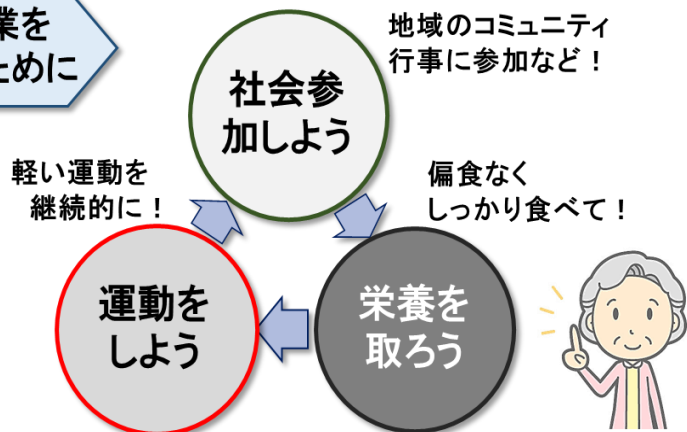 業を
ために
地域のコミュニティ
行事に参加など！
社会参
加しよう
軽い運動を
継続的に！
偏食なく
しっかり食べて！
運動を
しよう
栄養を
取ろう